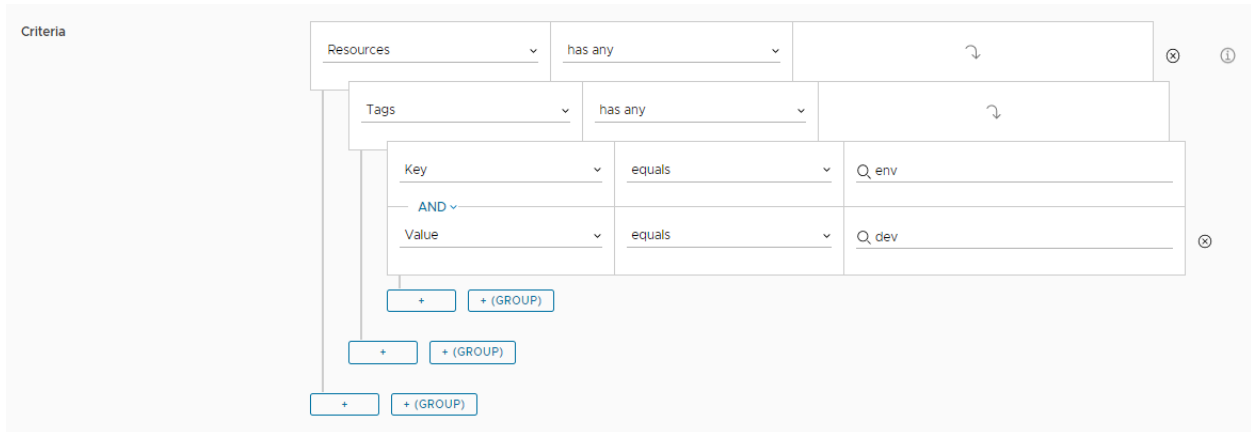 Criteria
Resources has any
Tags has any
Key equals env
AND
Value equals dev
+ + (GROUP)
+ + (GROUP)
+ + (GROUP)